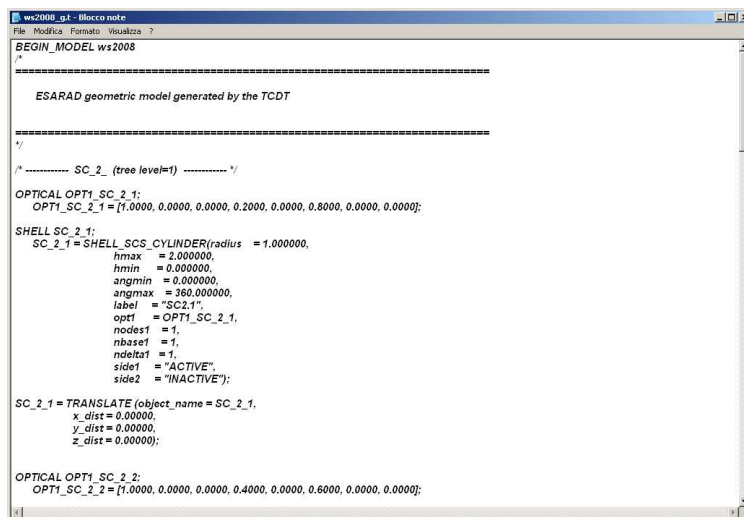 ws2008_g.t - Blocco note
File Modifica Formato Visualizza ?
BEGIN_MODEL ws2008
/*
=========================================================================
ESARAD geometric model generated by the TCDT
=========================================================================
*/
/* ------------ SC_2_ (tree level=1) ------------ */
OPTICAL OPT1_SC_2_1;
OPT1_SC_2_1 = [1.0000, 0.0000, 0.0000, 0.2000, 0.0000, 0.8000, 0.0000, 0.0000];
SHELL SC_2_1;
SC_2_1 = SHELL_SCS_CYLINDER(radius = 1.000000,
hmax = 2.000000,
hmin = 0.000000,
angmin = 0.000000,
angmax = 360.000000,
label = "SC2.1",
opt1 = OPT1_SC_2_1,
nodes1 = 1,
nbase1 = 1,
ndelta1 = 1,
side1 = "ACTIVE",
side2 = "INACTIVE");
SC_2_1 = TRANSLATE (object_name = SC_2_1,
x_dist = 0.00000,
y_dist = 0.00000,
z_dist = 0.00000);
OPTICAL OPT1_SC_2_2;
OPT1_SC_2_2 = [1.0000, 0.0000, 0.0000, 0.4000, 0.0000, 0.6000, 0.0000, 0.0000];